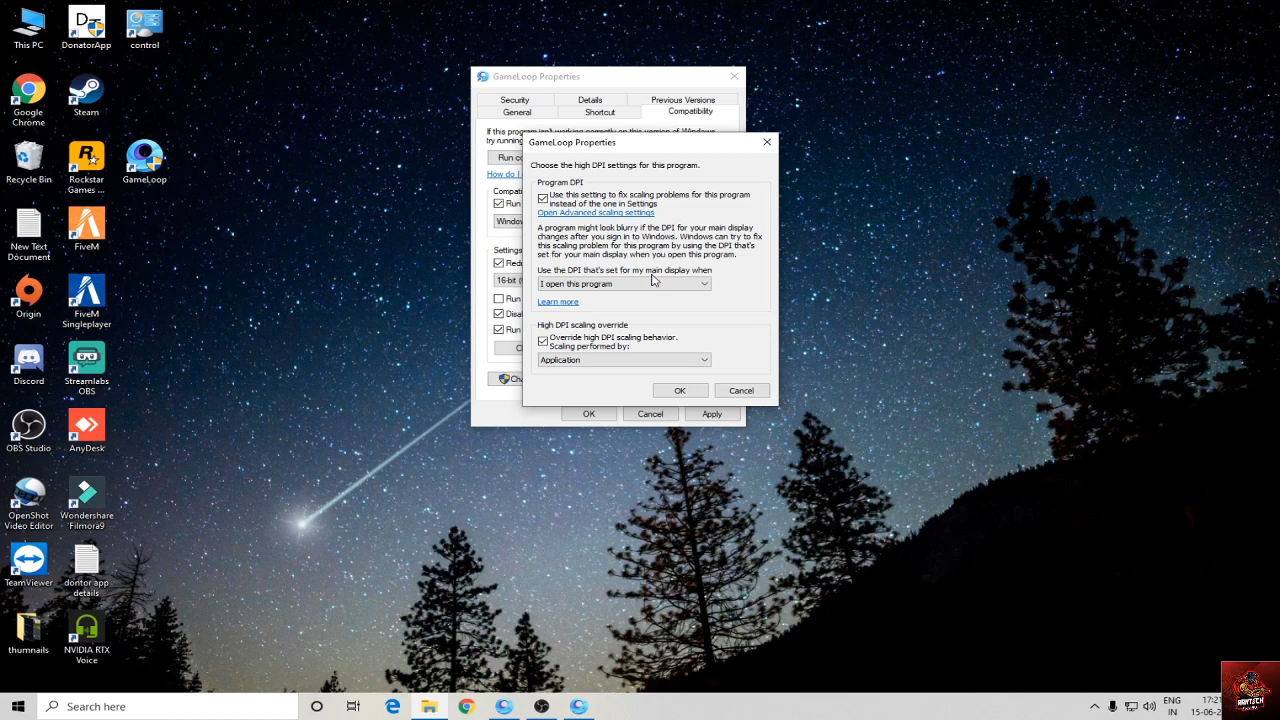 This PC
DonatorApp
control
Google
Chrome
Steam
Recycle Bin
Rockstar
Games ...
GameLoop
New Text
Document
FiveM
Origin
FiveM
Singleplayer
Discord
Streamlabs
OBS
OBS Studio
AnyDesk
OpenShot
Video Editor
Wondershare
Filmora9
TeamViewer
dontor app
details
thumnails
NVIDIA RTX
Voice
GameLoop Properties
Security
Details
Previous Versions
General
Shortcut
Compatibility
If this program isn't working correctly on this version of Windows,
try running
Run co
How do I
Compati
Run
Window
Settings
Redu
16-bit (
Run
Disa
Run
Cha
OK
Cancel
Apply
GameLoop Properties
Choose the high DPI settings for this program.
Program DPI
Use this setting to fix scaling problems for this program
instead of the one in Settings
Open Advanced scaling settings
A program might look blurry if the DPI for your main display
changes after you sign in to Windows. Windows can try to fix
this scaling problem for this program by using the DPI that's
set for your main display when you open this program.
Use the DPI that's set for my main display when
I open this program
Learn more
High DPI scaling override
Override high DPI scaling behavior.
Scaling performed by:
Application
OK
Cancel
Search here
ENG
IN
17:21
15-06-2